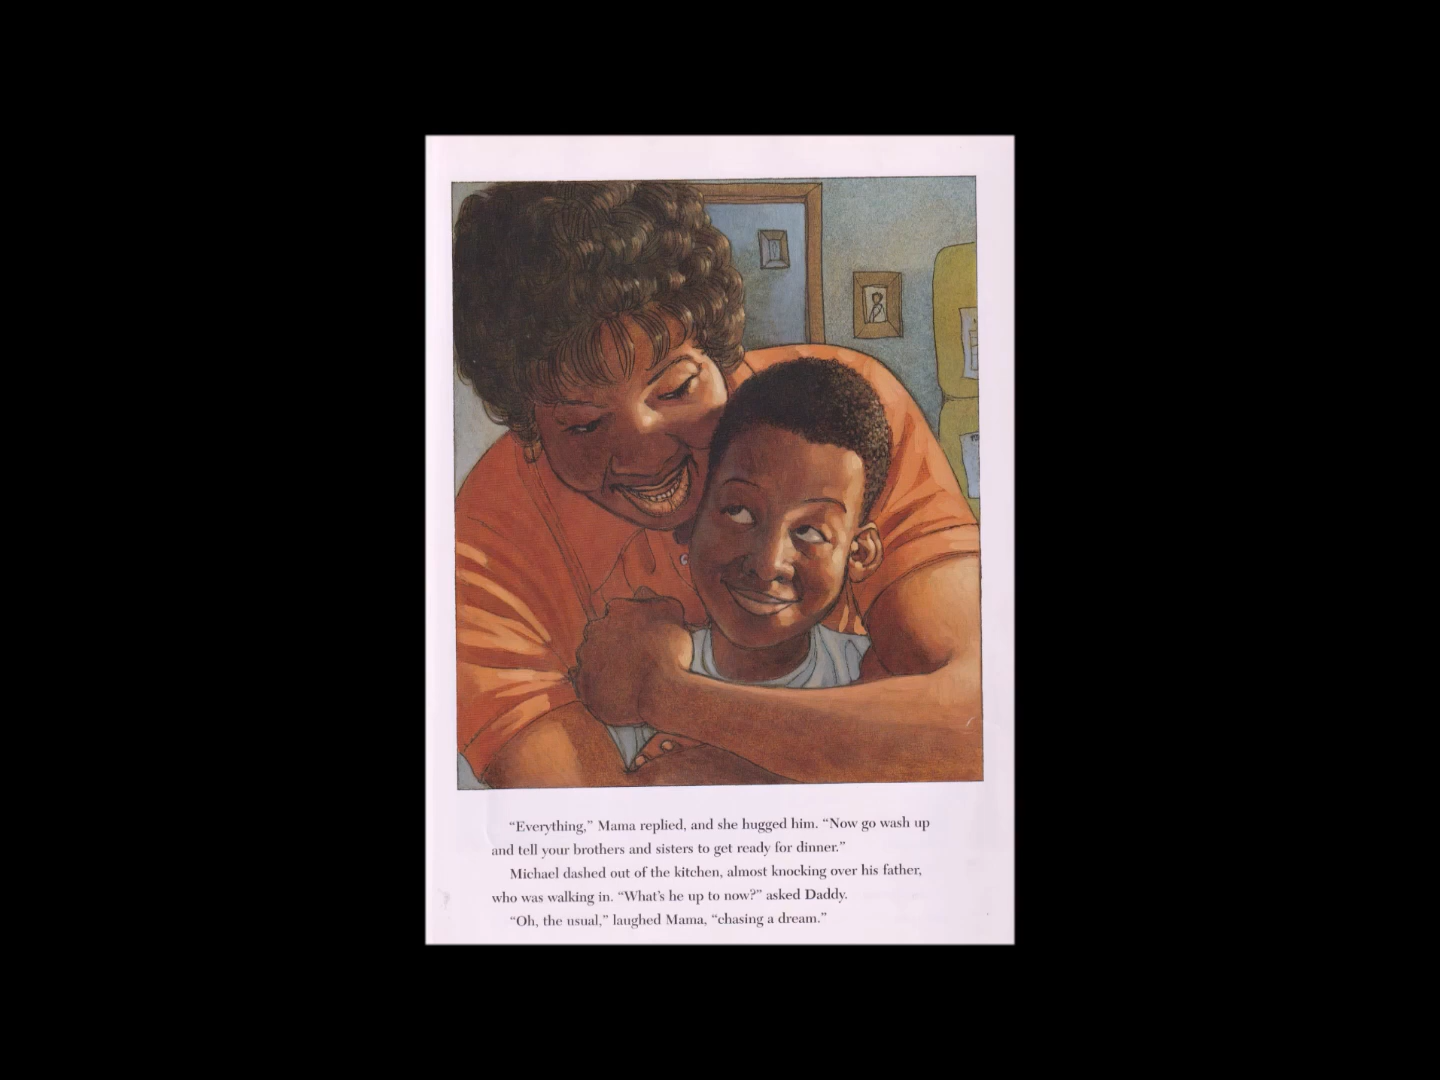 “Everything,” Mama replied, and she hugged him. “Now go wash up
and tell your brothers and sisters to get ready for dinner.”
Michael dashed out of the kitchen, almost knocking over his father,
who was walking in. “What’s he up to now?” asked Daddy.
“Oh, the usual,” laughed Mama, “chasing a dream.”